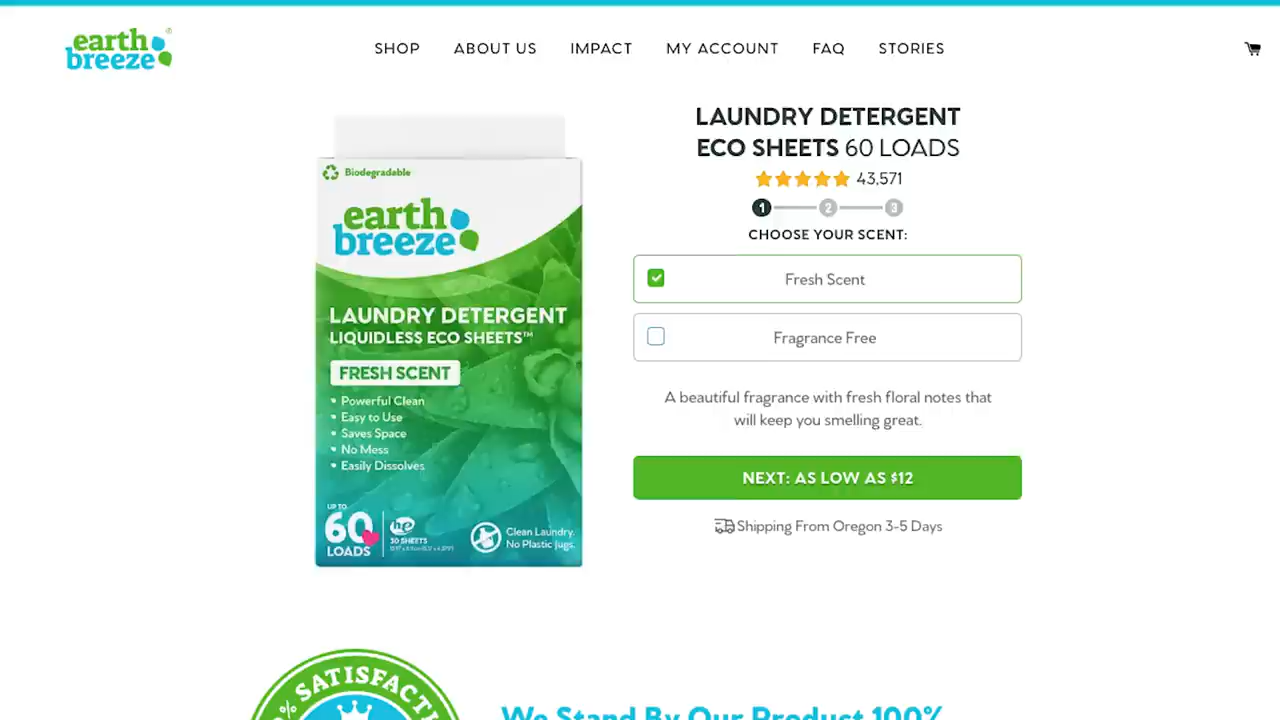 earth
breeze
®
SHOP ABOUT US IMPACT MY ACCOUNT FAQ STORIES
Biodegradable
earth
breeze
LAUNDRY DETERGENT
LIQUIDLESS ECO SHEETS™
FRESH SCENT
• Powerful Clean
• Easy to Use
• Saves Space
• No Mess
• Easily Dissolves
UP TO
60
LOADS
he
30 SHEETS
Clean Laundry.
No Plastic Jugs.
LAUNDRY DETERGENT
ECO SHEETS 60 LOADS
43,571
1 2 3
CHOOSE YOUR SCENT:
Fresh Scent
Fragrance Free
A beautiful fragrance with fresh floral notes that
will keep you smelling great.
NEXT: AS LOW AS $12
Shipping From Oregon 3-5 Days
We Stand By Our Product 100%